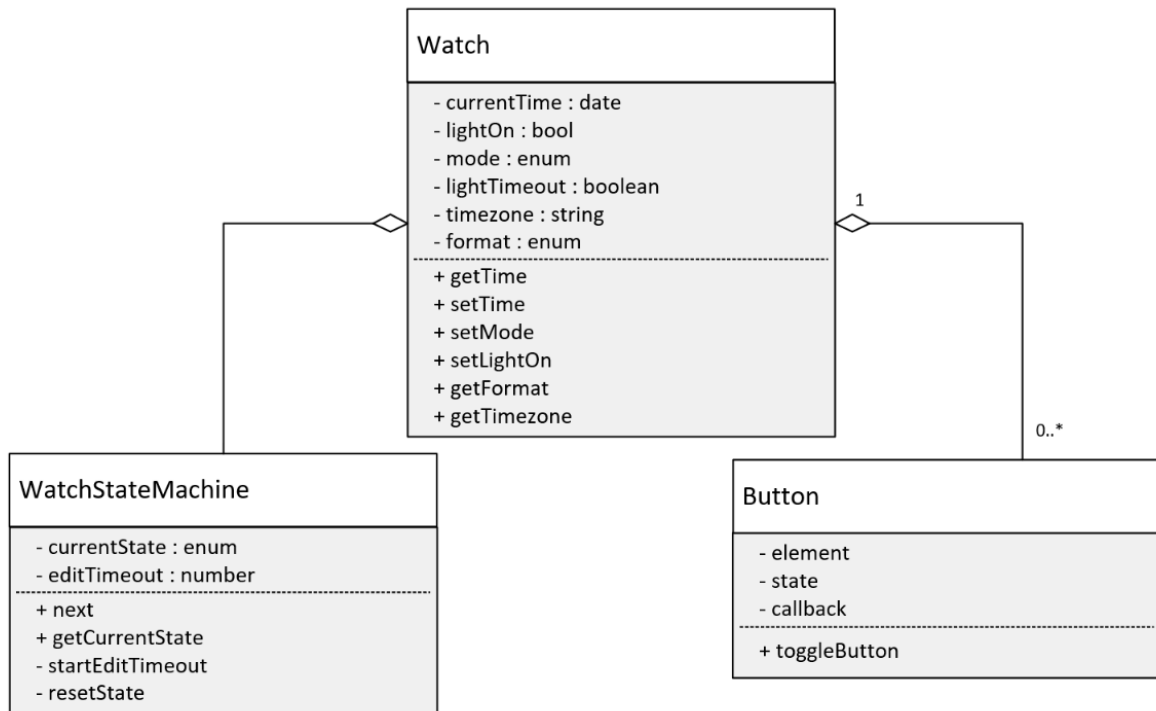 Watch
- currentTime : date
- lightOn : bool
- mode : enum
- lightTimeout : boolean
- timezone : string
- format : enum
+ getTime
+ setTime
+ setMode
+ setLightOn
+ getFormat
+ getTimezone
1
0..*
WatchStateMachine
- currentState : enum
- editTimeout : number
+ next
+ getCurrentState
- startEditTimeout
- resetState
Button
- element
- state
- callback
+ toggleButton